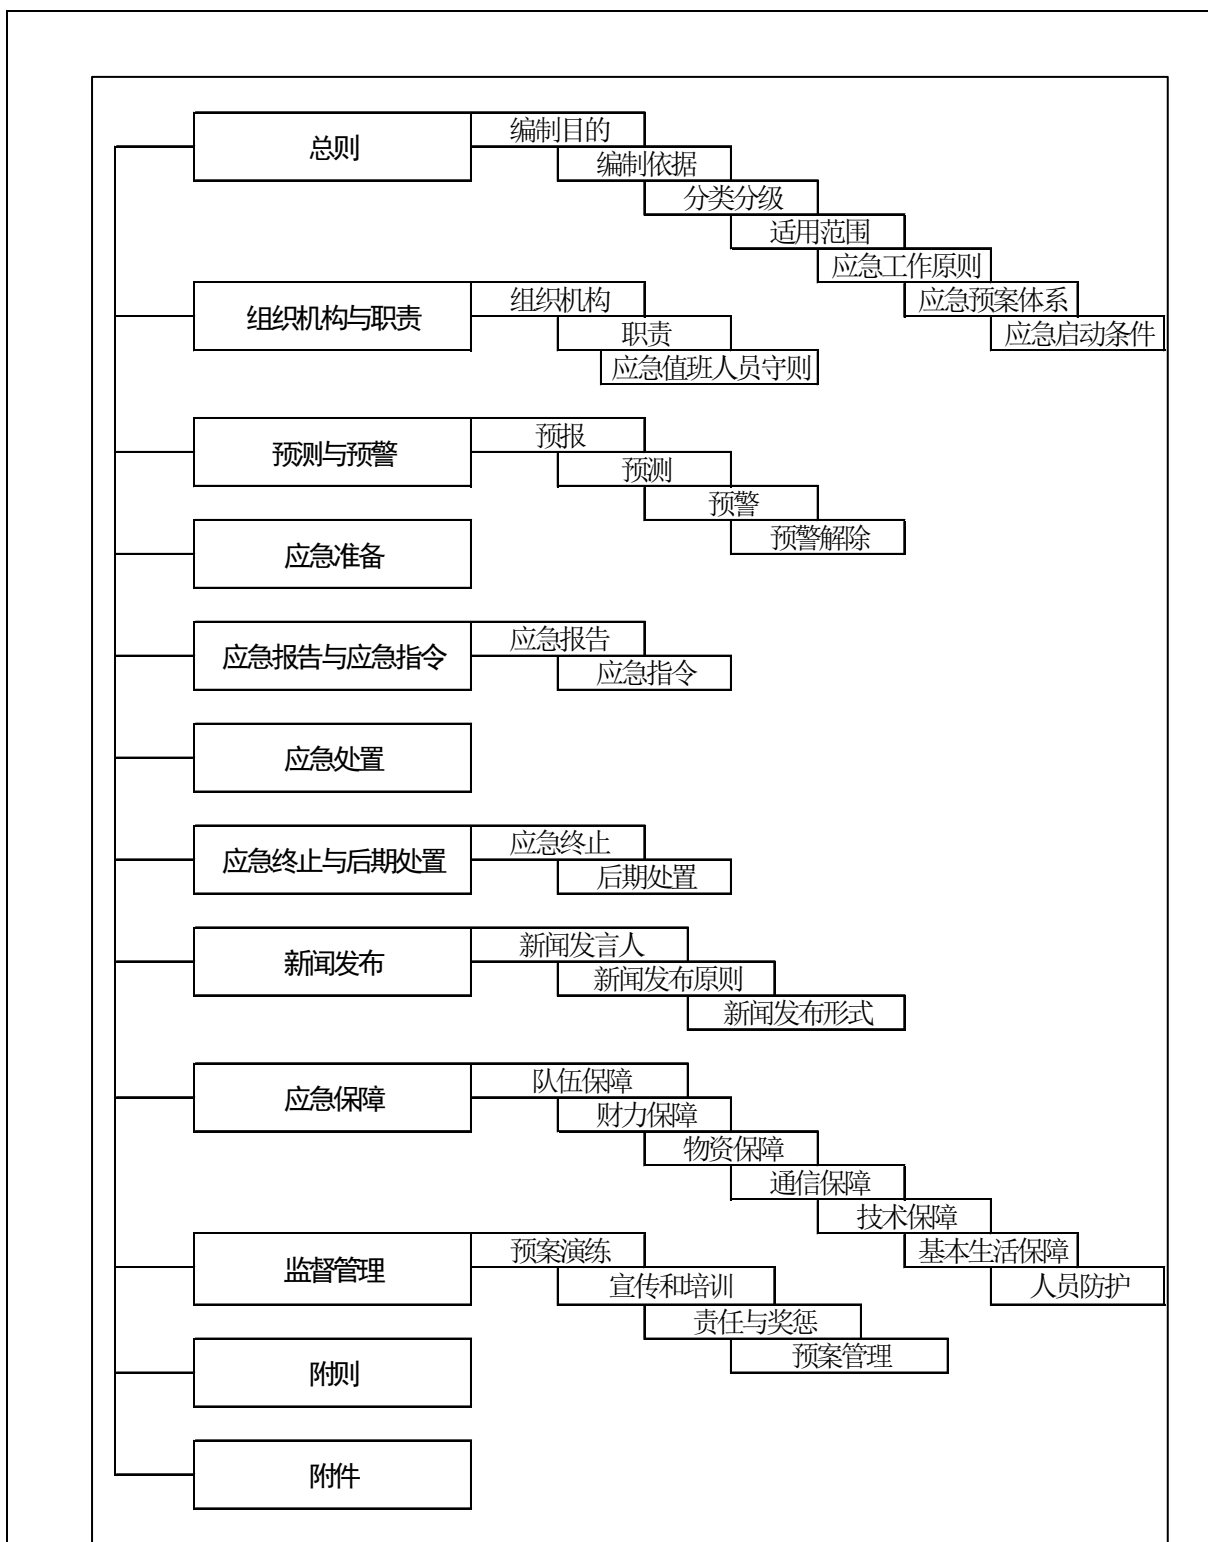 总则
编制目的
编制依据
分类分级
适用范围
应急工作原则
应急预案体系
应急启动条件
组织机构与职责
组织机构
职责
应急值班人员守则
预测与预警
预报
预测
预警
预警解除
应急准备
应急报告与应急指令
应急报告
应急指令
应急处置
应急终止与后期处置
应急终止
后期处置
新闻发布
新闻发言人
新闻发布原则
新闻发布形式
应急保障
队伍保障
财力保障
物资保障
通信保障
技术保障
基本生活保障
人员防护
监督管理
预案演练
宣传和培训
责任与奖惩
预案管理
附则
附件